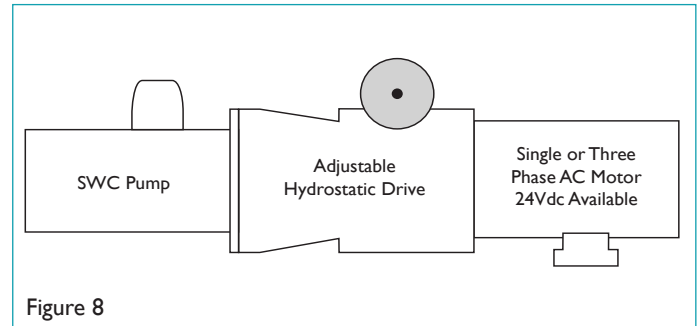 SWC Pump
Adjustable
Hydrostatic Drive
Single or Three
Phase AC Motor
24Vdc Available
Figure 8